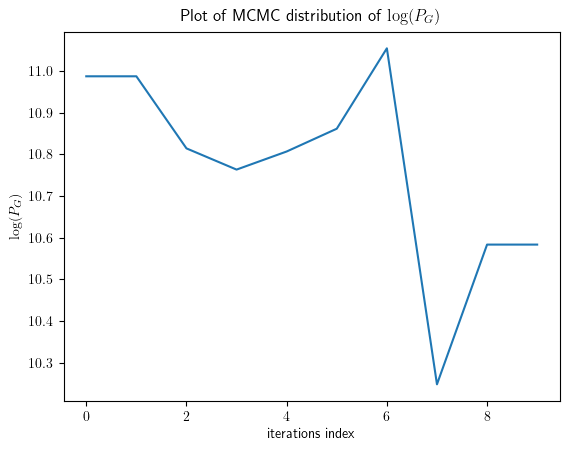 Plot of MCMC distribution of log(P_G)
11.0
10.9
10.8
10.7
10.6
10.5
10.4
10.3
log(P_G)
0 2 4 6 8
iterations index